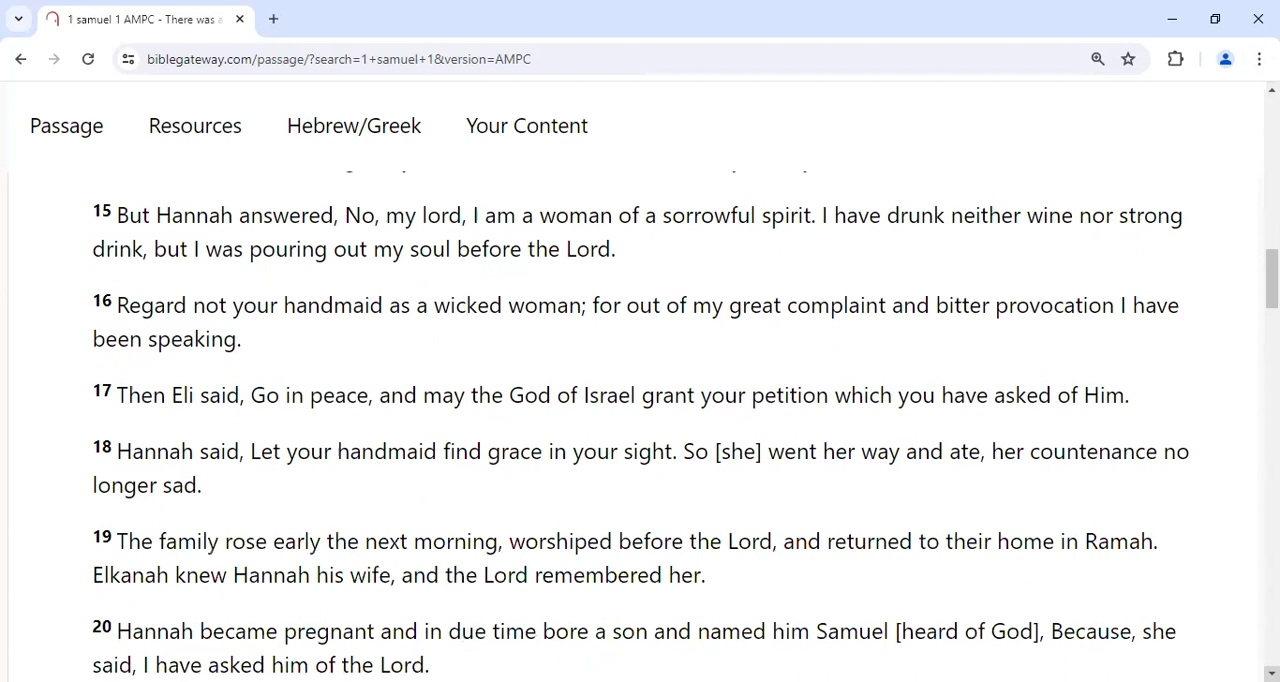 1 samuel 1 AMPC - There was a
biblegateway.com/passage/?search=1+samuel+1&version=AMPC
Passage Resources Hebrew/Greek Your Content
15 But Hannah answered, No, my lord, I am a woman of a sorrowful spirit. I have drunk neither wine nor strong
drink, but I was pouring out my soul before the Lord.
16 Regard not your handmaid as a wicked woman; for out of my great complaint and bitter provocation I have
been speaking.
17 Then Eli said, Go in peace, and may the God of Israel grant your petition which you have asked of Him.
18 Hannah said, Let your handmaid find grace in your sight. So [she] went her way and ate, her countenance no
longer sad.
19 The family rose early the next morning, worshiped before the Lord, and returned to their home in Ramah.
Elkanah knew Hannah his wife, and the Lord remembered her.
20 Hannah became pregnant and in due time bore a son and named him Samuel [heard of God], Because, she
said, I have asked him of the Lord.